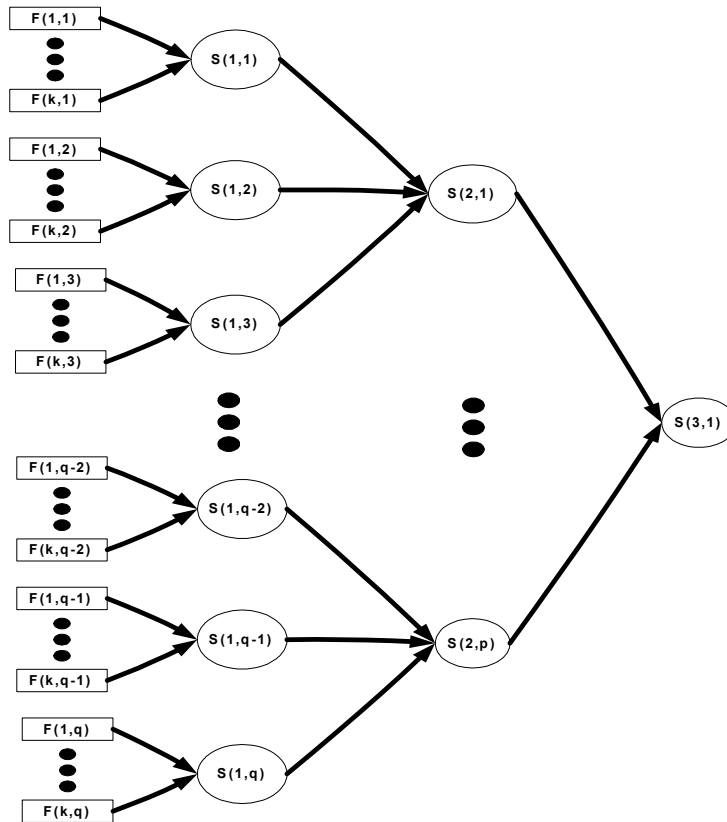 F(1,1)
F(k,1)
S(1,1)
F(1,2)
F(k,2)
S(1,2)
S(2,1)
F(1,3)
F(k,3)
S(1,3)
S(3,1)
F(1,q-2)
F(k,q-2)
S(1,q-2)
F(1,q-1)
F(k,q-1)
S(1,q-1)
S(2,p)
F(1,q)
F(k,q)
S(1,q)